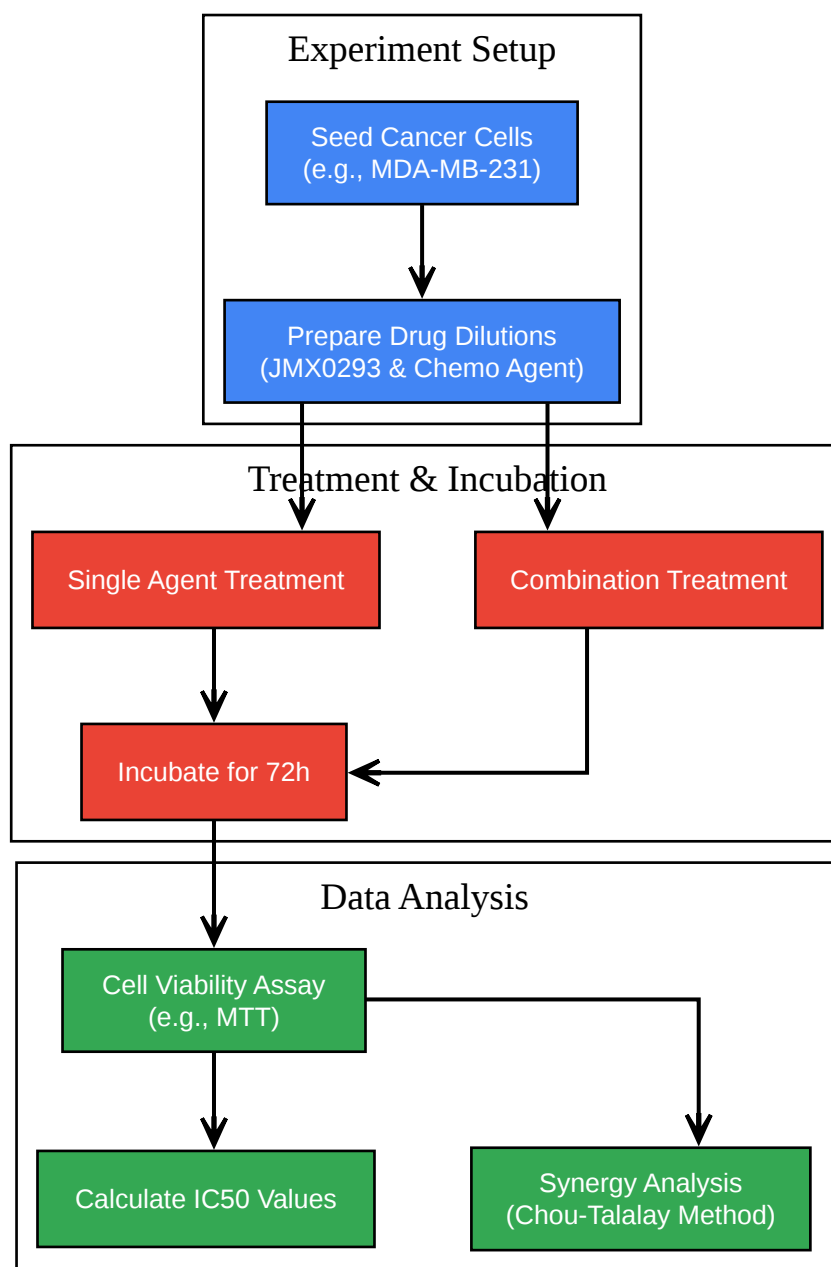 Experiment Setup
Seed Cancer Cells
(e.g., MDA-MB-231)
Prepare Drug Dilutions
(JMX0293 & Chemo Agent)
Treatment & Incubation
Single Agent Treatment
Combination Treatment
Incubate for 72h
Data Analysis
Cell Viability Assay
(e.g., MTT)
Calculate IC50 Values
Synergy Analysis
(Chou-Talalay Method)